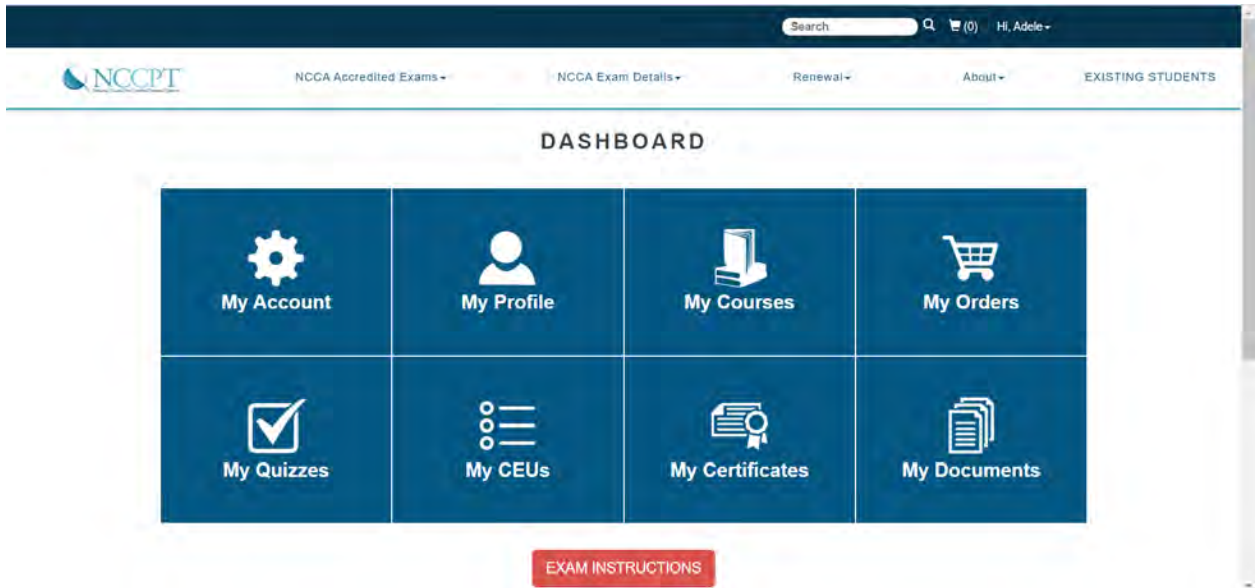 Search (0) Hi, Adele
NCCPT NCCA Accredited Exams NCCA Exam Details Renewal About EXISTING STUDENTS
DASHBOARD
My Account My Profile My Courses My Orders
My Quizzes My CEUs My Certificates My Documents
EXAM INSTRUCTIONS